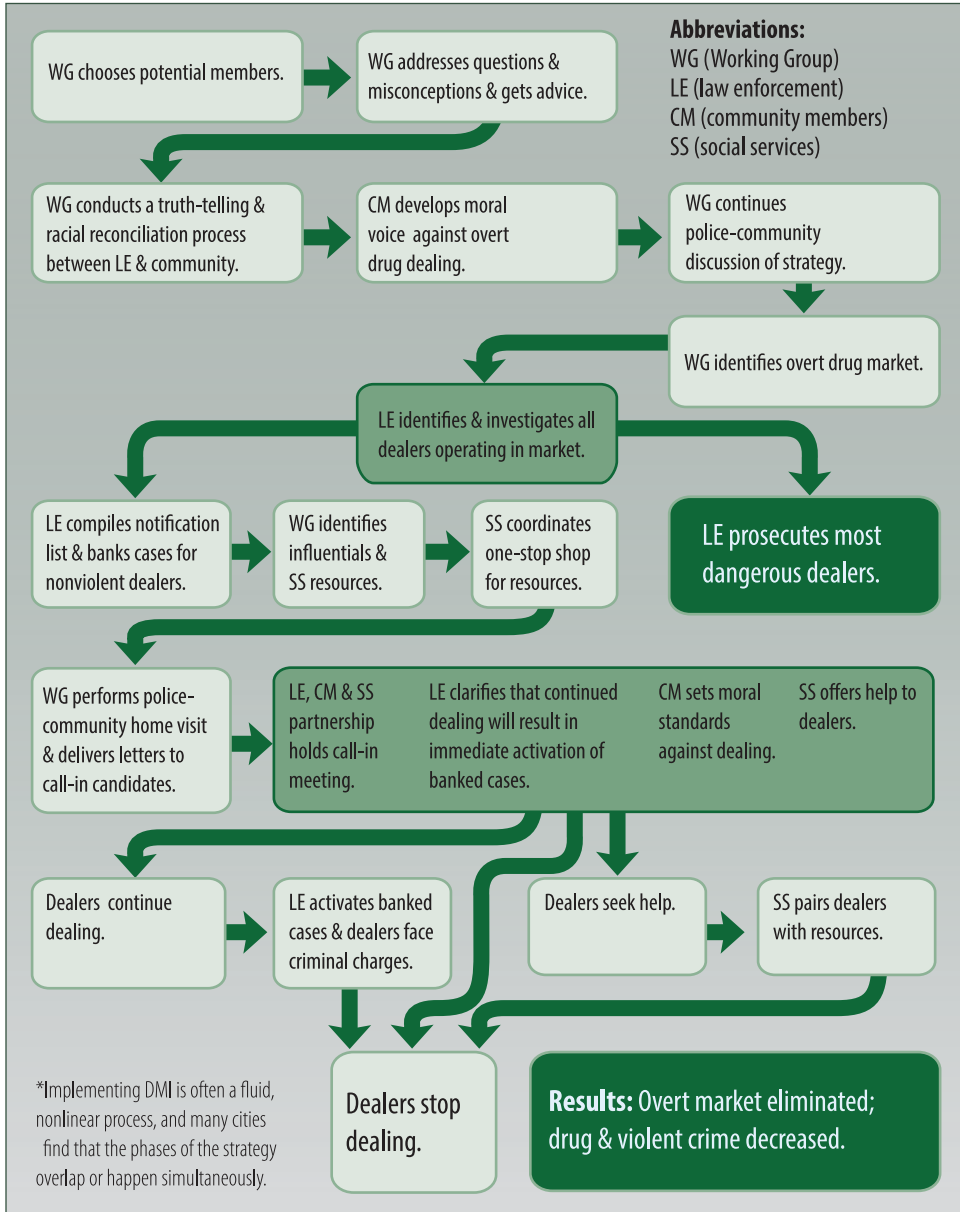 WG chooses potential members.
WG addresses questions &
misconceptions & gets advice.
Abbreviations:
WG (Working Group)
LE (law enforcement)
CM (community members)
SS (social services)
WG conducts a truth-telling &
racial reconciliation process
between LE & community.
CM develops moral
voice against overt
drug dealing.
WG continues
police-community
discussion of strategy.
WG identifies overt drug market.
LE identifies & investigates all
dealers operating in market.
LE compiles notification
list & banks cases for
nonviolent dealers.
WG identifies
influentials &
SS resources.
SS coordinates
one-stop shop
for resources.
LE prosecutes most
dangerous dealers.
WG performs police-
community home visit
& delivers letters to
call-in candidates.
LE, CM & SS
partnership
holds call-in
meeting.
LE clarifies that continued
dealing will result in
immediate activation of
banked cases.
CM sets moral
standards
against dealing.
SS offers help to
dealers.
Dealers continue
dealing.
LE activates banked
cases & dealers face
criminal charges.
Dealers seek help.
SS pairs dealers
with resources.
*Implementing DMI is often a fluid,
nonlinear process, and many cities
find that the phases of the strategy
overlap or happen simultaneously.
Dealers stop
dealing.
Results: Overt market eliminated;
drug & violent crime decreased.